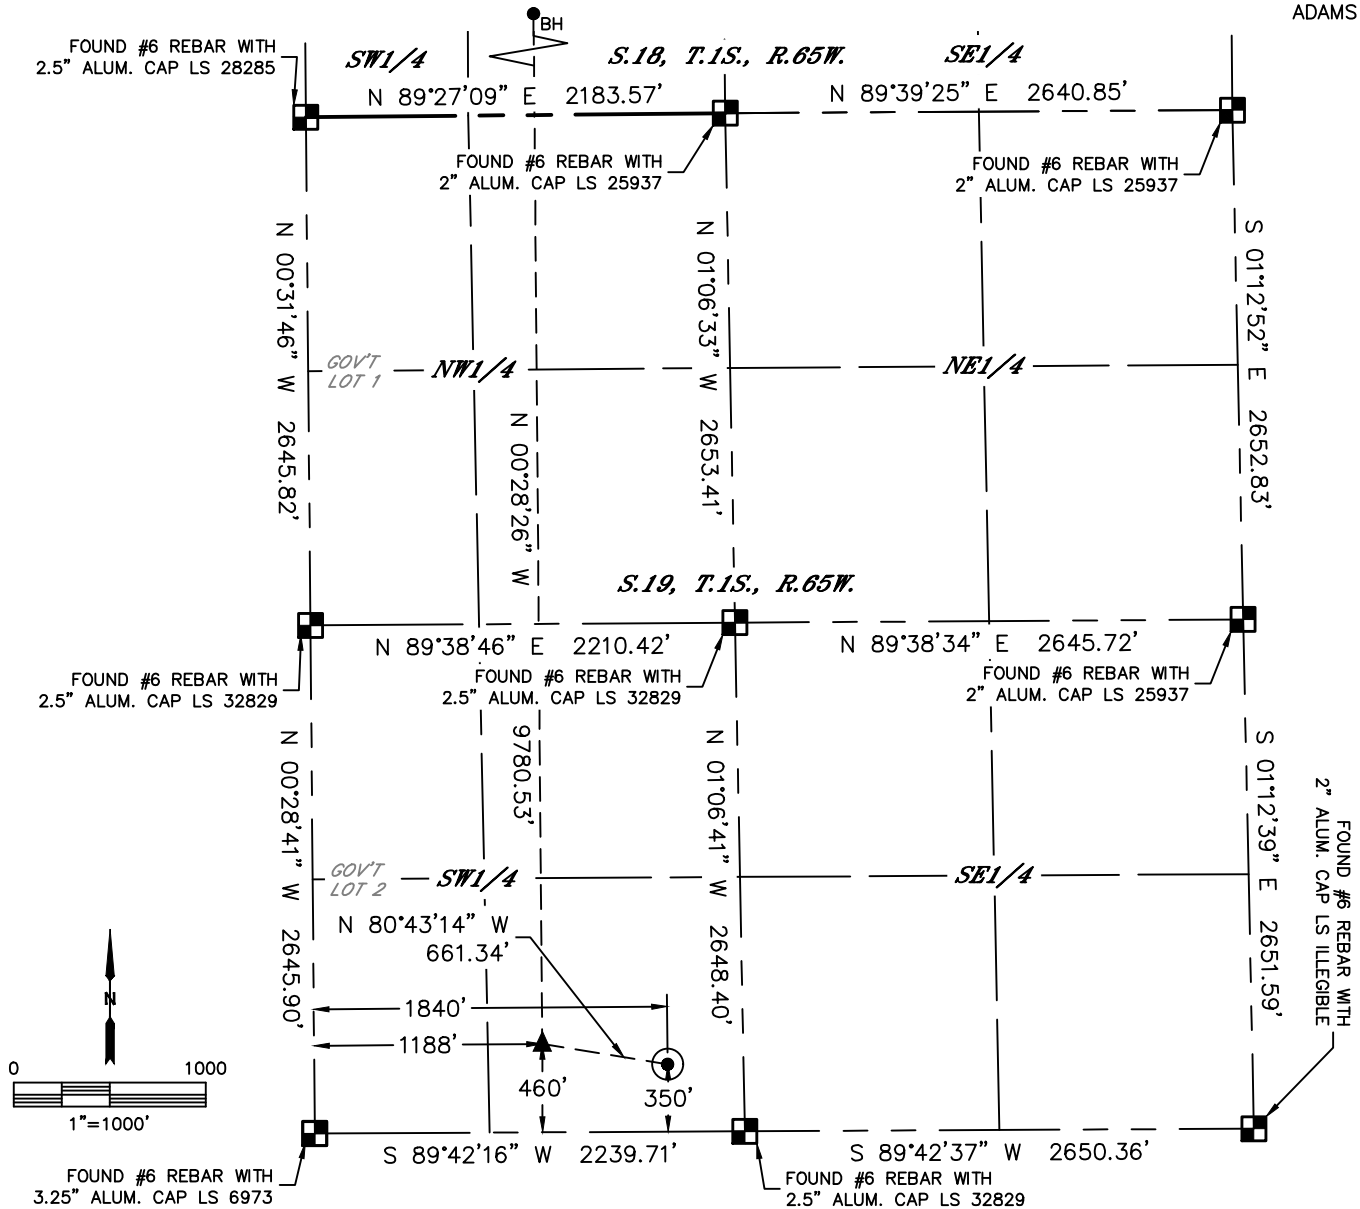 ADAMS
BH
FOUND #6 REBAR WITH
2.5" ALUM. CAP LS 28285
SW1/4
S.18, T.1S., R.65W.
SE1/4
N 89°27'09" E 2183.57'
N 89°39'25" E 2640.85'
FOUND #6 REBAR WITH
2" ALUM. CAP LS 25937
FOUND #6 REBAR WITH
2" ALUM. CAP LS 25937
N 00°31'46" W 2645.82'
N 01°06'33" W 2653.41'
S 01°12'52" E 2652.83'
GOV'T
LOT 1
NW1/4
NE1/4
N 00°28'26" W 9780.53'
S.19, T.1S., R.65W.
N 89°38'46" E 2210.42'
N 89°38'34" E 2645.72'
FOUND #6 REBAR WITH
2.5" ALUM. CAP LS 32829
FOUND #6 REBAR WITH
2.5" ALUM. CAP LS 32829
FOUND #6 REBAR WITH
2" ALUM. CAP LS 25937
N 00°28'41" W 2645.90'
N 01°06'41" W 2648.40'
S 01°12'39" E 2651.59'
FOUND #6 REBAR WITH
2" ALUM. CAP LS ILLEGIBLE
GOV'T
LOT 2
SW1/4
SE1/4
N 80°43'14" W
661.34'
1840'
1188'
460'
350'
N
0 1000
1"=1000'
S 89°42'16" W 2239.71'
S 89°42'37" W 2650.36'
FOUND #6 REBAR WITH
3.25" ALUM. CAP LS 6973
FOUND #6 REBAR WITH
2.5" ALUM. CAP LS 32829